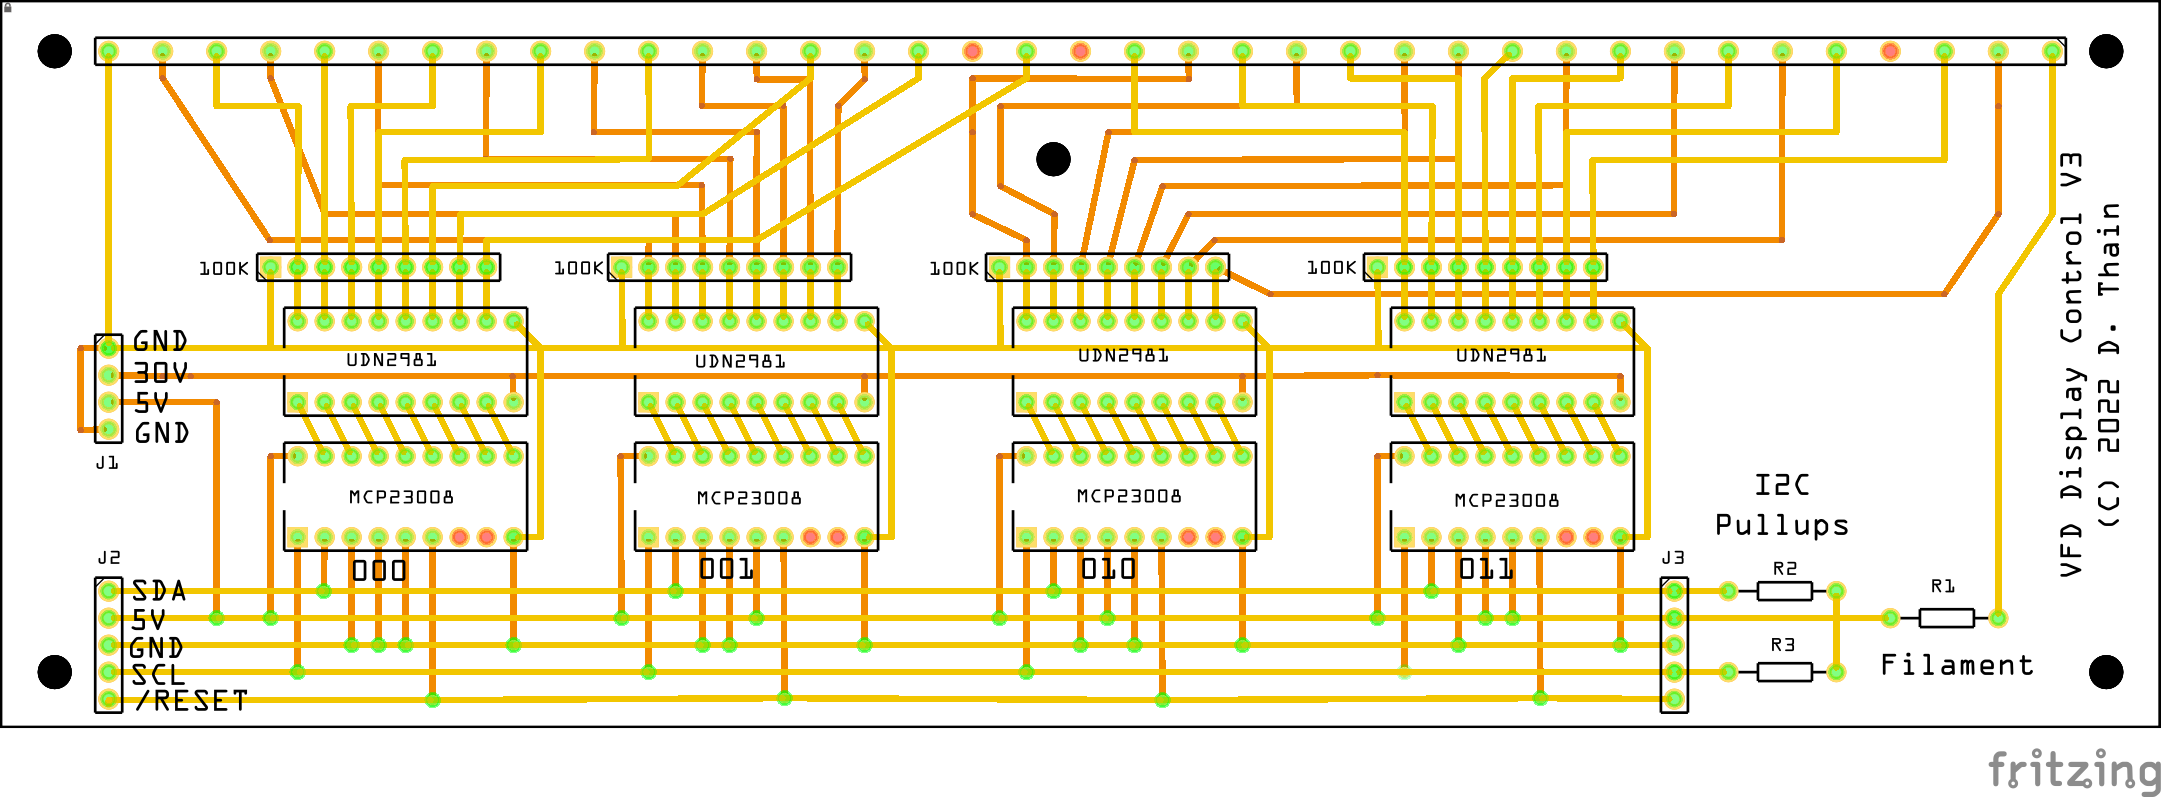 100K
100K
100K
100K
GND
30V
5V
GND
J1
UDN2981
UDN2981
UDN2981
UDN2981
MCP23008
MCP23008
MCP23008
MCP23008
000
001
010
011
J2
SDA
5V
GND
SCL
/RESET
J3
I2C
Pullups
R2
R3
R1
Filament
VFD Display Control V3
(C) 2022 D. Thain
fritzing